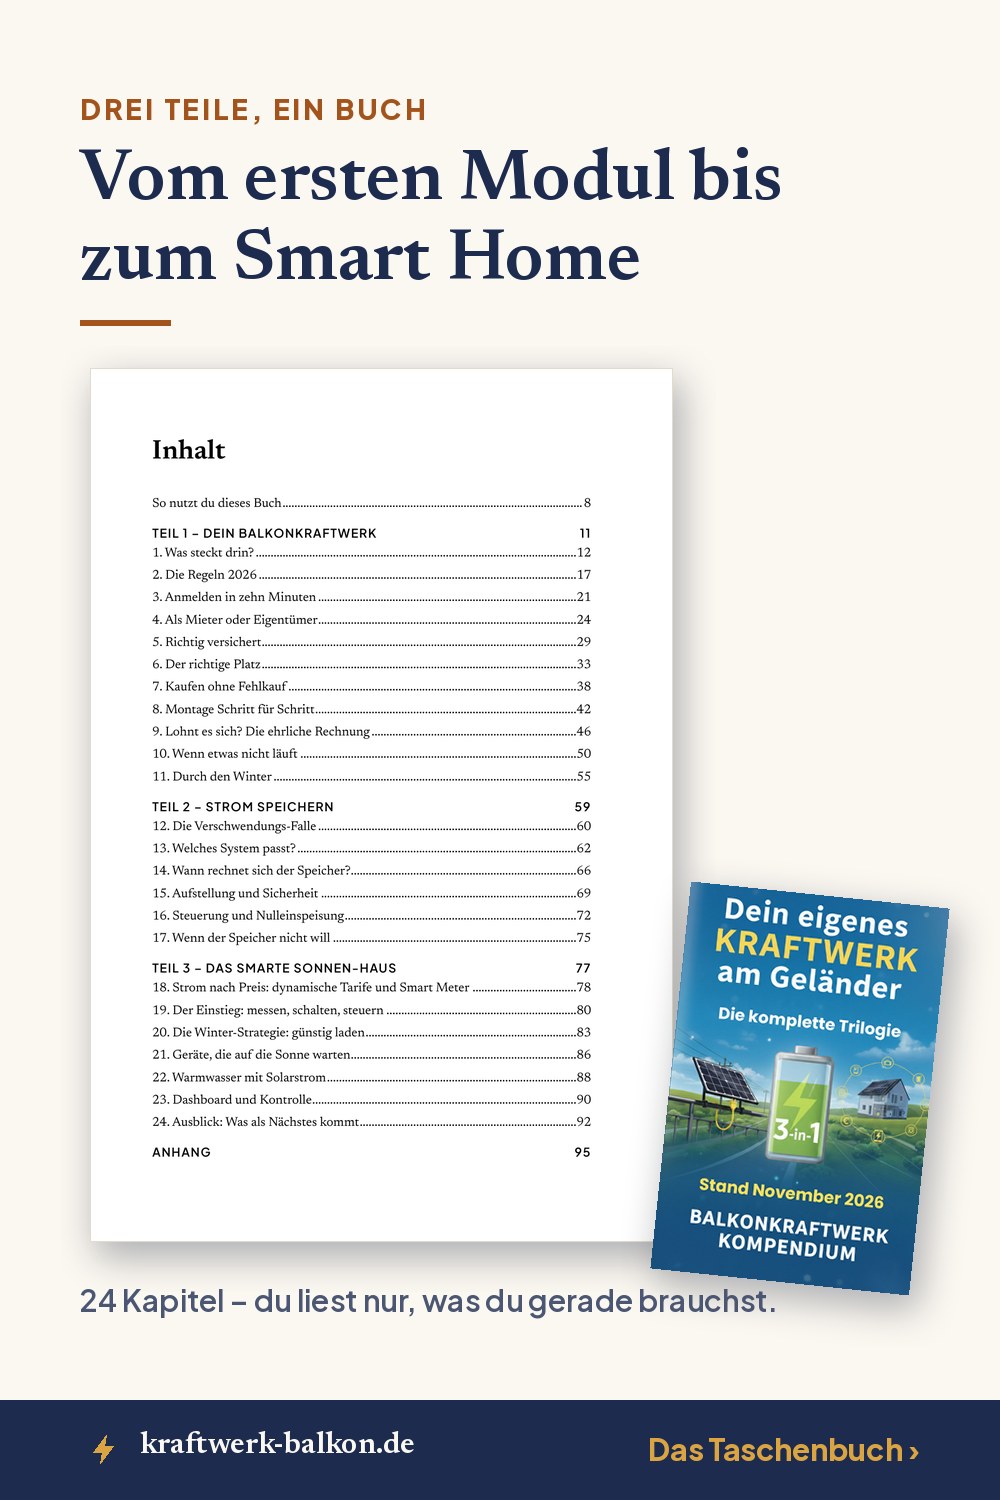 DREI TEILE, EIN BUCH
Vom ersten Modul bis
zum Smart Home
Inhalt
So nutzt du dieses Buch 8
TEIL 1 – DEIN BALKONKRAFTWERK 11
1. Was steckt drin? 12
2. Die Regeln 2026 17
3. Anmelden in zehn Minuten 21
4. Als Mieter oder Eigentümer 24
5. Richtig versichert 29
6. Der richtige Platz 33
7. Kaufen ohne Fehlkauf 38
8. Montage Schritt für Schritt 42
9. Lohnt es sich? Die ehrliche Rechnung 46
10. Wenn etwas nicht läuft 50
11. Durch den Winter 55
TEIL 2 – STROM SPEICHERN 59
12. Die Verschwendungs-Falle 60
13. Welches System passt? 62
14. Wann rechnet sich der Speicher? 66
15. Aufstellung und Sicherheit 69
16. Steuerung und Nulleinspeisung 72
17. Wenn der Speicher nicht will 75
TEIL 3 – DAS SMARTE SONNEN-HAUS 77
18. Strom nach Preis: dynamische Tarife und Smart Meter 78
19. Der Einstieg: messen, schalten, steuern 80
20. Die Winter-Strategie: günstig laden 83
21. Geräte, die auf die Sonne warten 86
22. Warmwasser mit Solarstrom 88
23. Dashboard und Kontrolle 90
24. Ausblick: Was als Nächstes kommt 92
ANHANG 95
Dein eigenes
KRAFTWERK
am Geländer
Die komplette Trilogie
3-in-1
Stand November 2026
BALKONKRAFTWERK
KOMPENDIUM
24 Kapitel – du liest nur, was du gerade brauchst.
kraftwerk-balkon.de
Das Taschenbuch ›